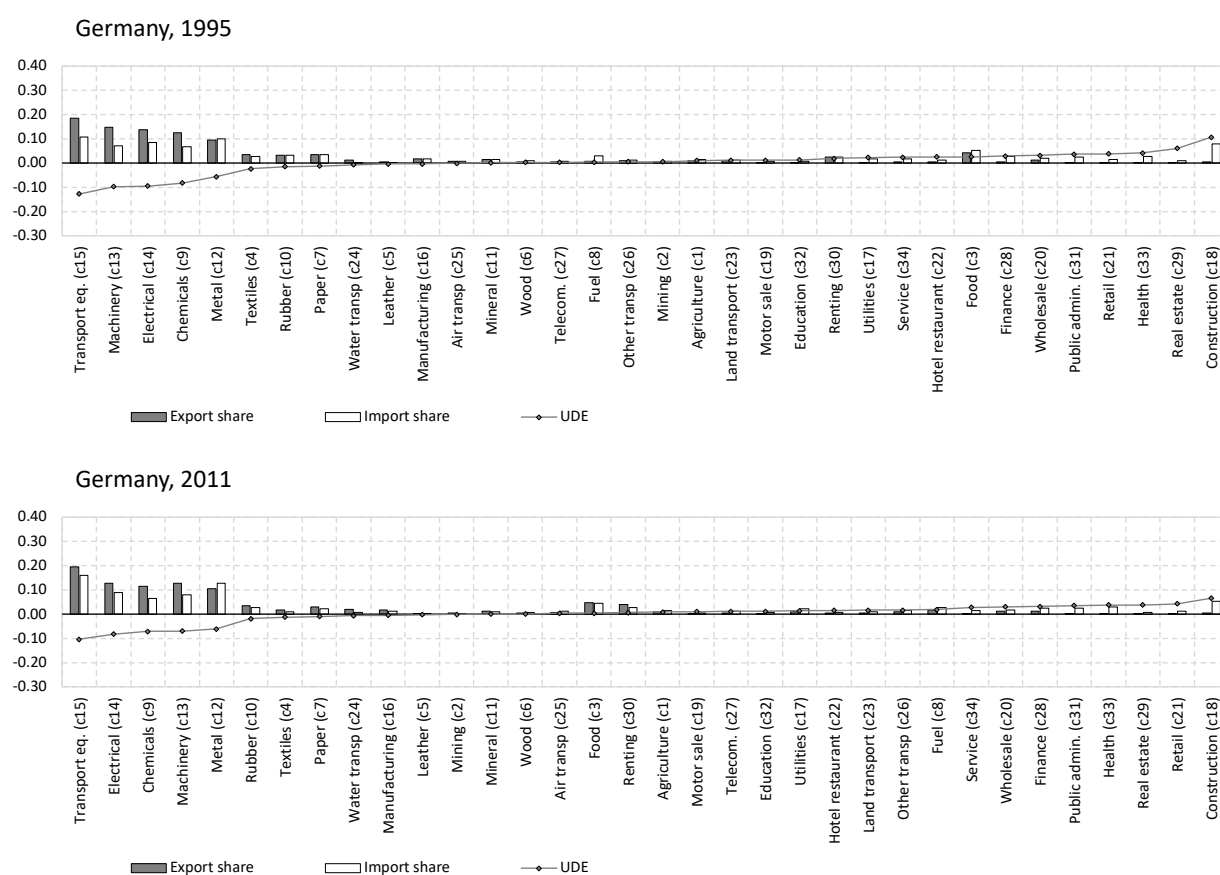 Germany, 1995
0.40
0.30
0.20
0.10
0.00
-0.10
-0.20
-0.30
Transport eq. (c15)
Machinery (c13)
Electrical (c14)
Chemicals (c9)
Metal (c12)
Textiles (c4)
Rubber (c10)
Paper (c7)
Water transp (c24)
Leather (c5)
Manufacturing (c16)
Air transp (c25)
Mineral (c11)
Wood (c6)
Telecom. (c27)
Fuel (c8)
Other transp (c26)
Mining (c2)
Agriculture (c1)
Land transport (c23)
Motor sale (c19)
Education (c32)
Renting (c30)
Utilities (c17)
Service (c34)
Hotel restaurant (c22)
Food (c3)
Finance (c28)
Wholesale (c20)
Public admin. (c31)
Retail (c21)
Health (c33)
Real estate (c29)
Construction (c18)
Export share Import share UDE
Germany, 2011
0.40
0.30
0.20
0.10
0.00
-0.10
-0.20
-0.30
Transport eq. (c15)
Electrical (c14)
Chemicals (c9)
Machinery (c13)
Metal (c12)
Rubber (c10)
Textiles (c4)
Paper (c7)
Water transp (c24)
Manufacturing (c16)
Leather (c5)
Mining (c2)
Mineral (c11)
Wood (c6)
Air transp (c25)
Food (c3)
Renting (c30)
Agriculture (c1)
Motor sale (c19)
Telecom. (c27)
Education (c32)
Utilities (c17)
Hotel restaurant (c22)
Land transport (c23)
Other transp (c26)
Fuel (c8)
Service (c34)
Wholesale (c20)
Finance (c28)
Public admin. (c31)
Health (c33)
Real estate (c29)
Retail (c21)
Construction (c18)
Export share Import share UDE